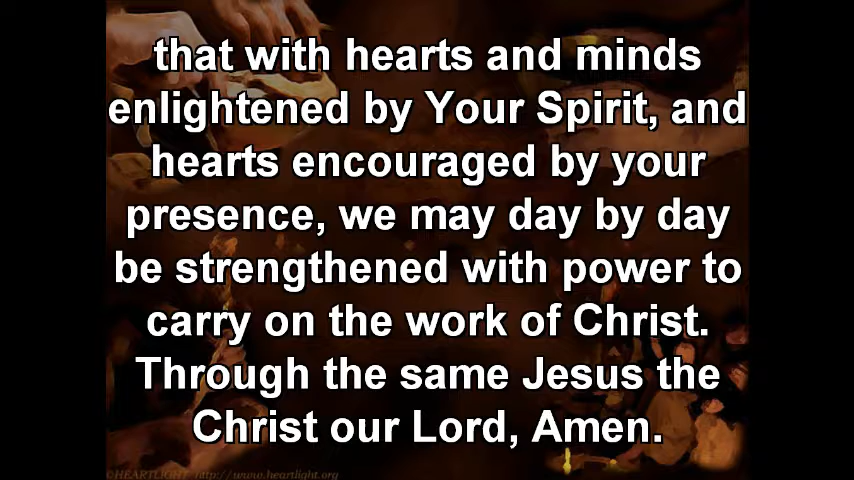 that with hearts and minds
enlightened by Your Spirit, and
hearts encouraged by your
presence, we may day by day
be strengthened with power to
carry on the work of Christ.
Through the same Jesus the
Christ our Lord, Amen.
©HEARTLIGHT http://www.heartlight.org